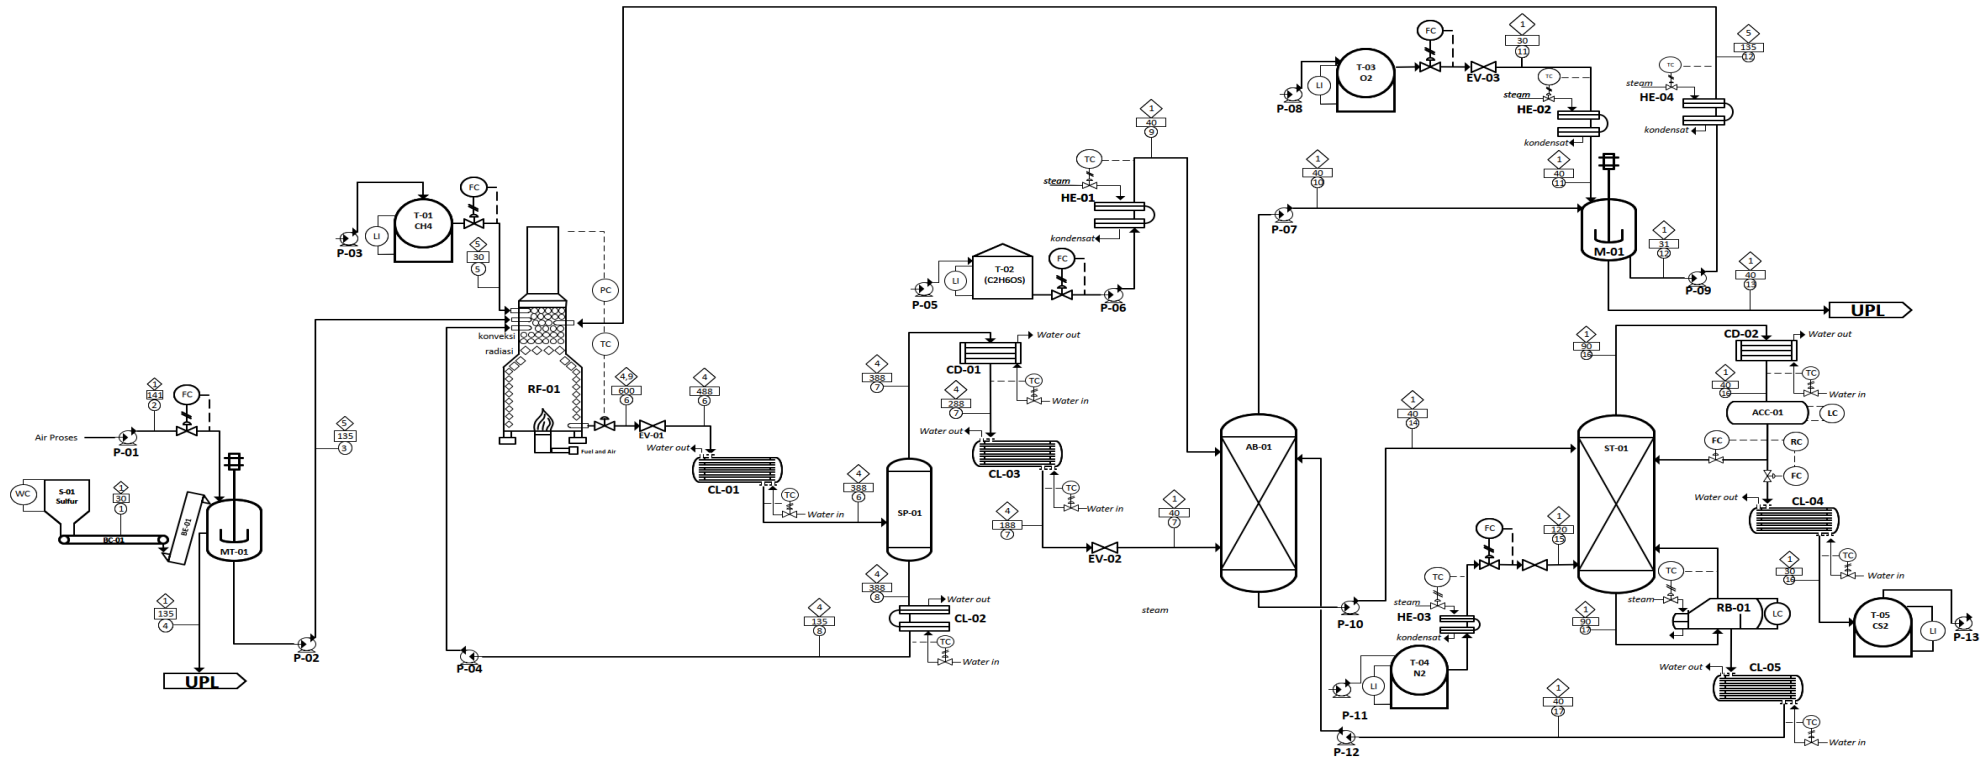 Air Proses
P-01
1
141
2
FC
WC
S-01
Sulfur
1
30
1
BC-01
BE-01
MT-01
1
135
4
UPL
P-02
5
135
3
P-03
LI
T-01
CH4
FC
5
30
5
konveksi
radiasi
RF-01
PC
TC
Fuel and Air
4,9
600
6
EV-01
4
488
6
Water out
CL-01
TC
Water in
4
388
6
SP-01
4
388
7
4
388
8
Water out
CL-02
TC
Water in
4
135
8
P-04
CD-01
Water out
TC
Water in
4
288
7
Water out
CL-03
TC
Water in
4
188
7
EV-02
1
40
7
P-05
LI
T-02
(C2H6OS)
FC
P-06
TC
steam
HE-01
kondensat
1
40
9
AB-01
steam
P-07
1
40
10
P-08
LI
T-03
O2
FC
EV-03
1
30
11
TC
steam
HE-02
kondensat
1
40
11
M-01
1
31
12
P-09
1
40
13
UPL
TC
steam
HE-04
kondensat
5
135
12
P-10
1
40
14
P-11
LI
T-04
N2
TC
steam
HE-03
kondensat
FC
1
120
15
ST-01
1
90
16
CD-02
Water out
TC
Water in
1
40
16
ACC-01
LC
FC
RC
FC
Water out
CL-04
TC
Water in
1
30
16
T-05
CS2
LI
P-13
TC
steam
RB-01
LC
1
90
17
Water out
CL-05
TC
Water in
1
40
17
P-12